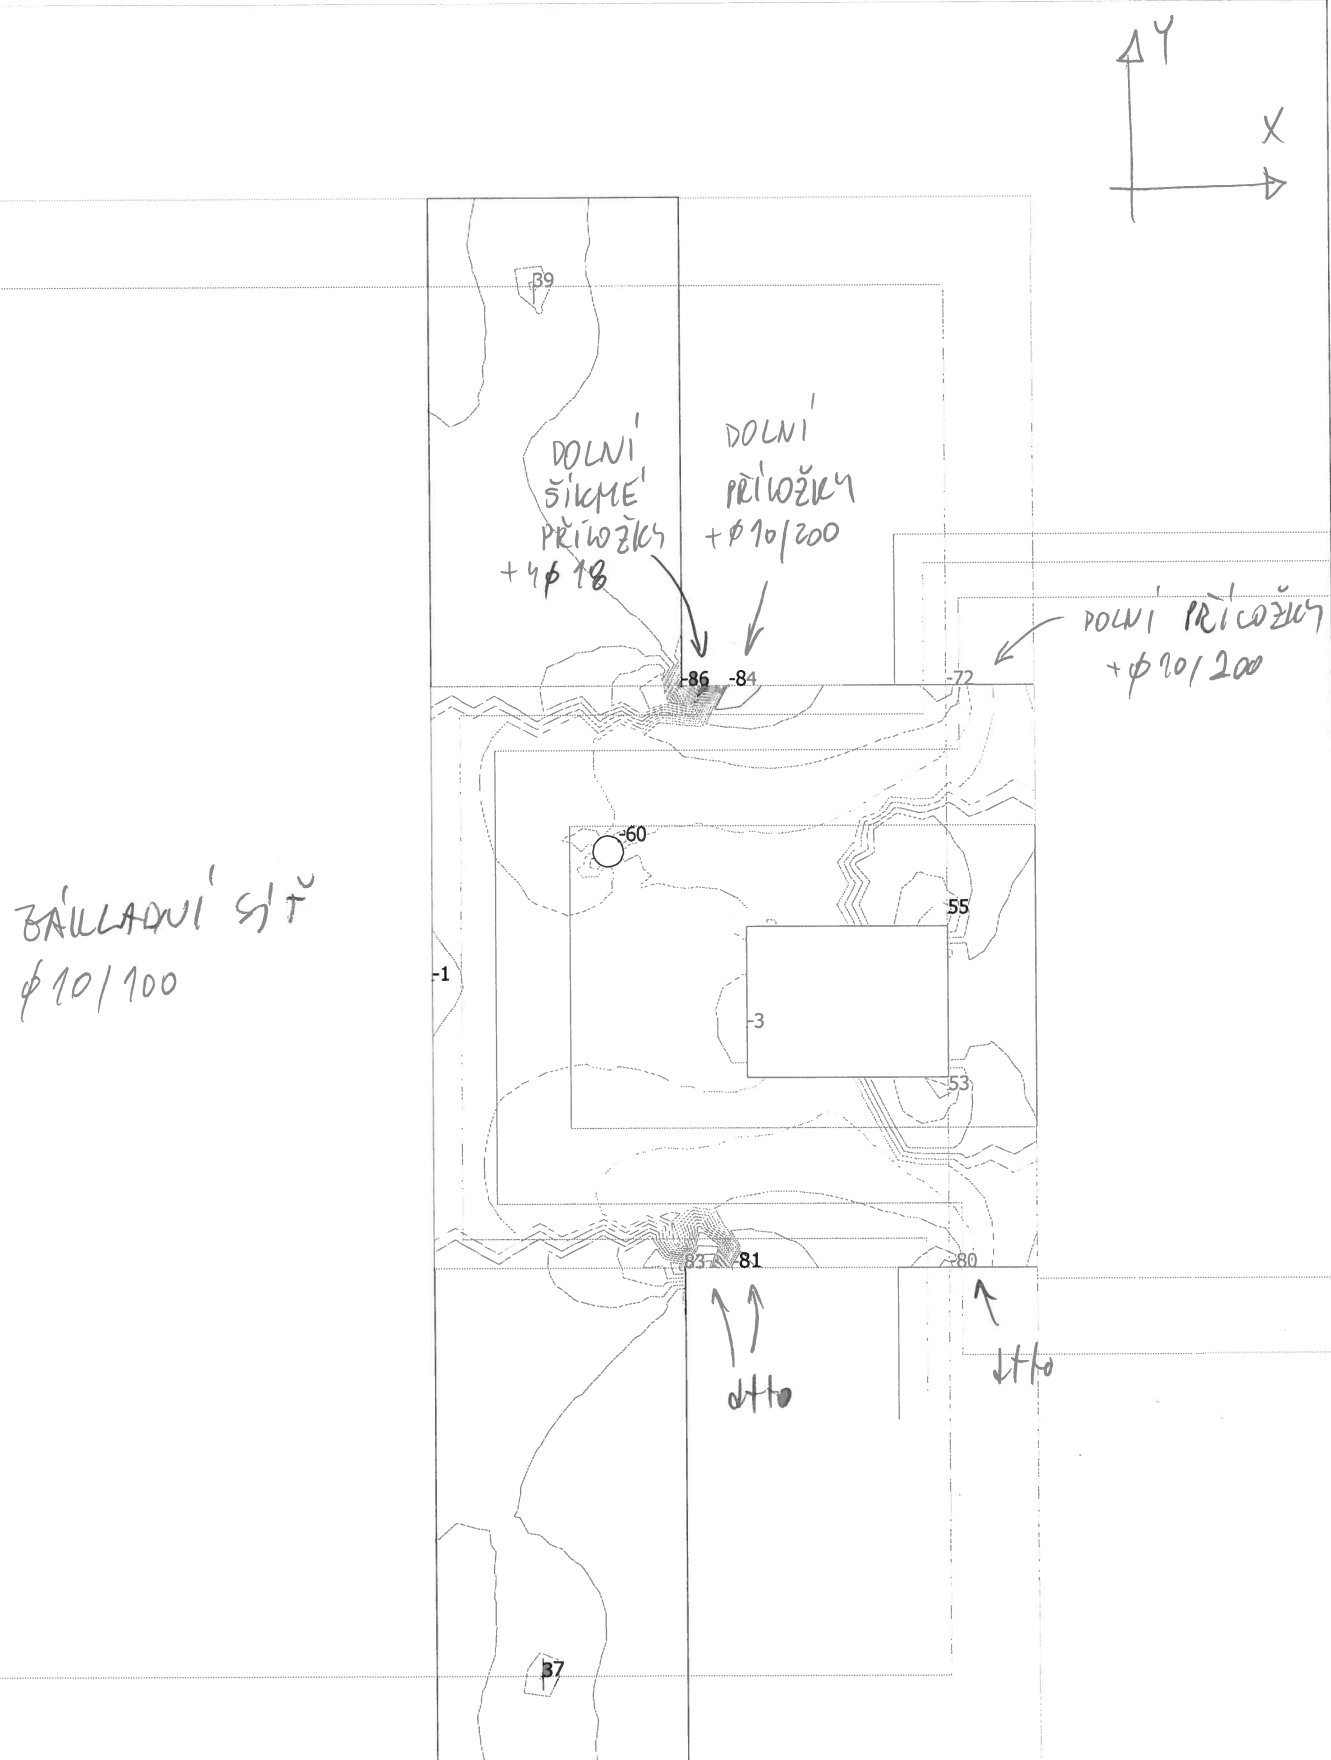 Y
X
39
DOLNÍ
ŠIKMÉ
PŘÍLOŽKY
+4ϕ18
DOLNÍ
PŘÍLOŽKY
+ϕ10/200
DOLNÍ PŘÍLOŽKY
+ϕ10/200
-86 -84 -72
-60
ZÁKLADNÍ SÍŤ
ϕ10/100
55
-1
-3
53
83 81 -80
dtto
dtto
37